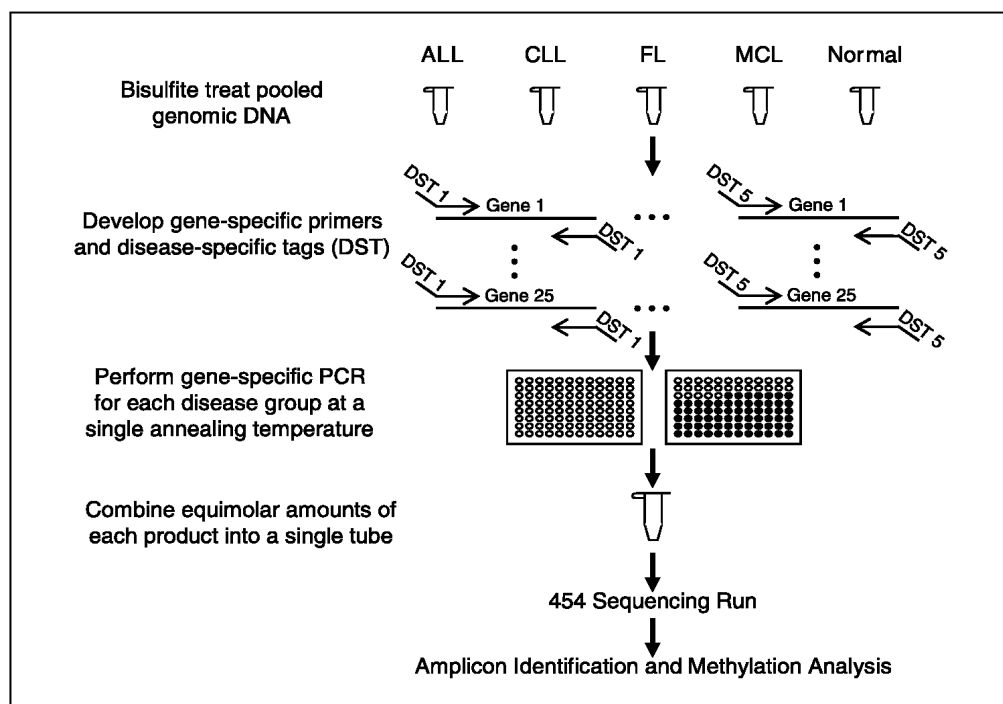 ALL CLL FL MCL Normal
Bisulfite treat pooled
genomic DNA
DST 1 Gene 1 DST 1
DST 5 Gene 1 DST 5
Develop gene-specific primers
and disease-specific tags (DST)
DST 1 Gene 25 DST 1
DST 5 Gene 25 DST 5
Perform gene-specific PCR
for each disease group at a
single annealing temperature
Combine equimolar amounts of
each product into a single tube
454 Sequencing Run
Amplicon Identification and Methylation Analysis